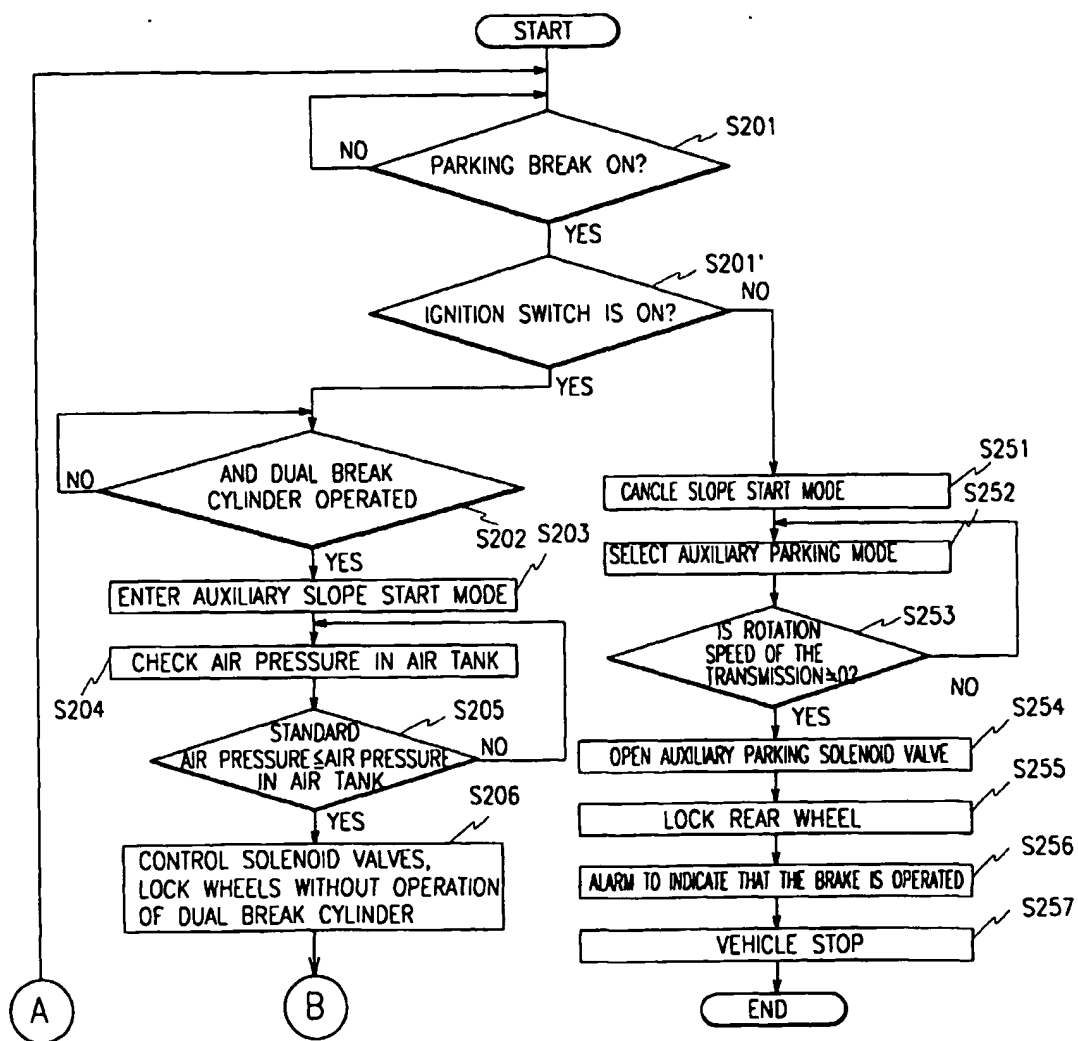 START
S201
NO
PARKING BREAK ON?
YES
S201'
NO
IGNITION SWITCH IS ON?
YES
NO
AND DUAL BREAK
CYLINDER OPERATED
S202
S203
YES
ENTER AUXILIARY SLOPE START MODE
CHECK AIR PRESSURE IN AIR TANK
S204
S205
STANDARD
AIR PRESSURE≦AIR PRESSURE
IN AIR TANK
NO
YES
S206
CONTROL SOLENOID VALVES,
LOCK WHEELS WITHOUT OPERATION
OF DUAL BREAK CYLINDER
A
B
S251
CANCLE SLOPE START MODE
S252
SELECT AUXILIARY PARKING MODE
S253
IS ROTATION
SPEED OF THE
TRANSMISSION≒0?
NO
YES
S254
OPEN AUXILIARY PARKING SOLENOID VALVE
S255
LOCK REAR WHEEL
S256
ALARM TO INDICATE THAT THE BRAKE IS OPERATED
S257
VEHICLE STOP
END